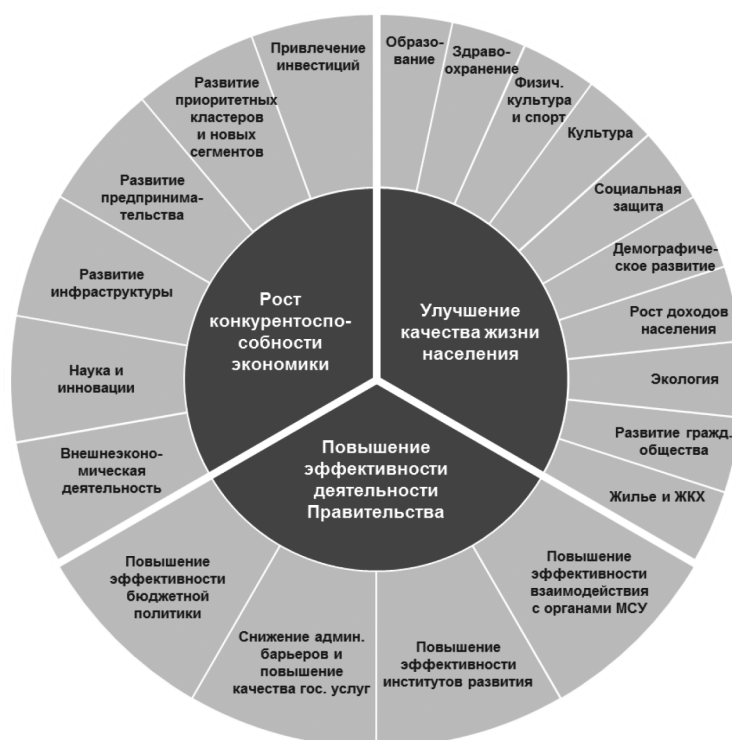 Привлечение
инвестиций
Развитие
приоритетных
кластеров
и новых
сегментов
Развитие
предпринима-
тельства
Развитие
инфраструктуры
Наука и
инновации
Внешнеэконо-
мическая
деятельность
Образо-
вание
Здраво-
охранение
Физич.
культура
и спорт
Культура
Социальная
защита
Демографиче-
ское развитие
Рост доходов
населения
Экология
Развитие гражд.
общества
Жилье и ЖКХ
Рост
конкурентоспо-
собности
экономики
Улучшение
качества жизни
населения
Повышение
эффективности
деятельности
Правительства
Повышение
эффективности
бюджетной
политики
Снижение админ.
барьеров и
повышение
качества гос. услуг
Повышение
эффективности
институтов развития
Повышение
эффективности
взаимодействия
с органами МСУ